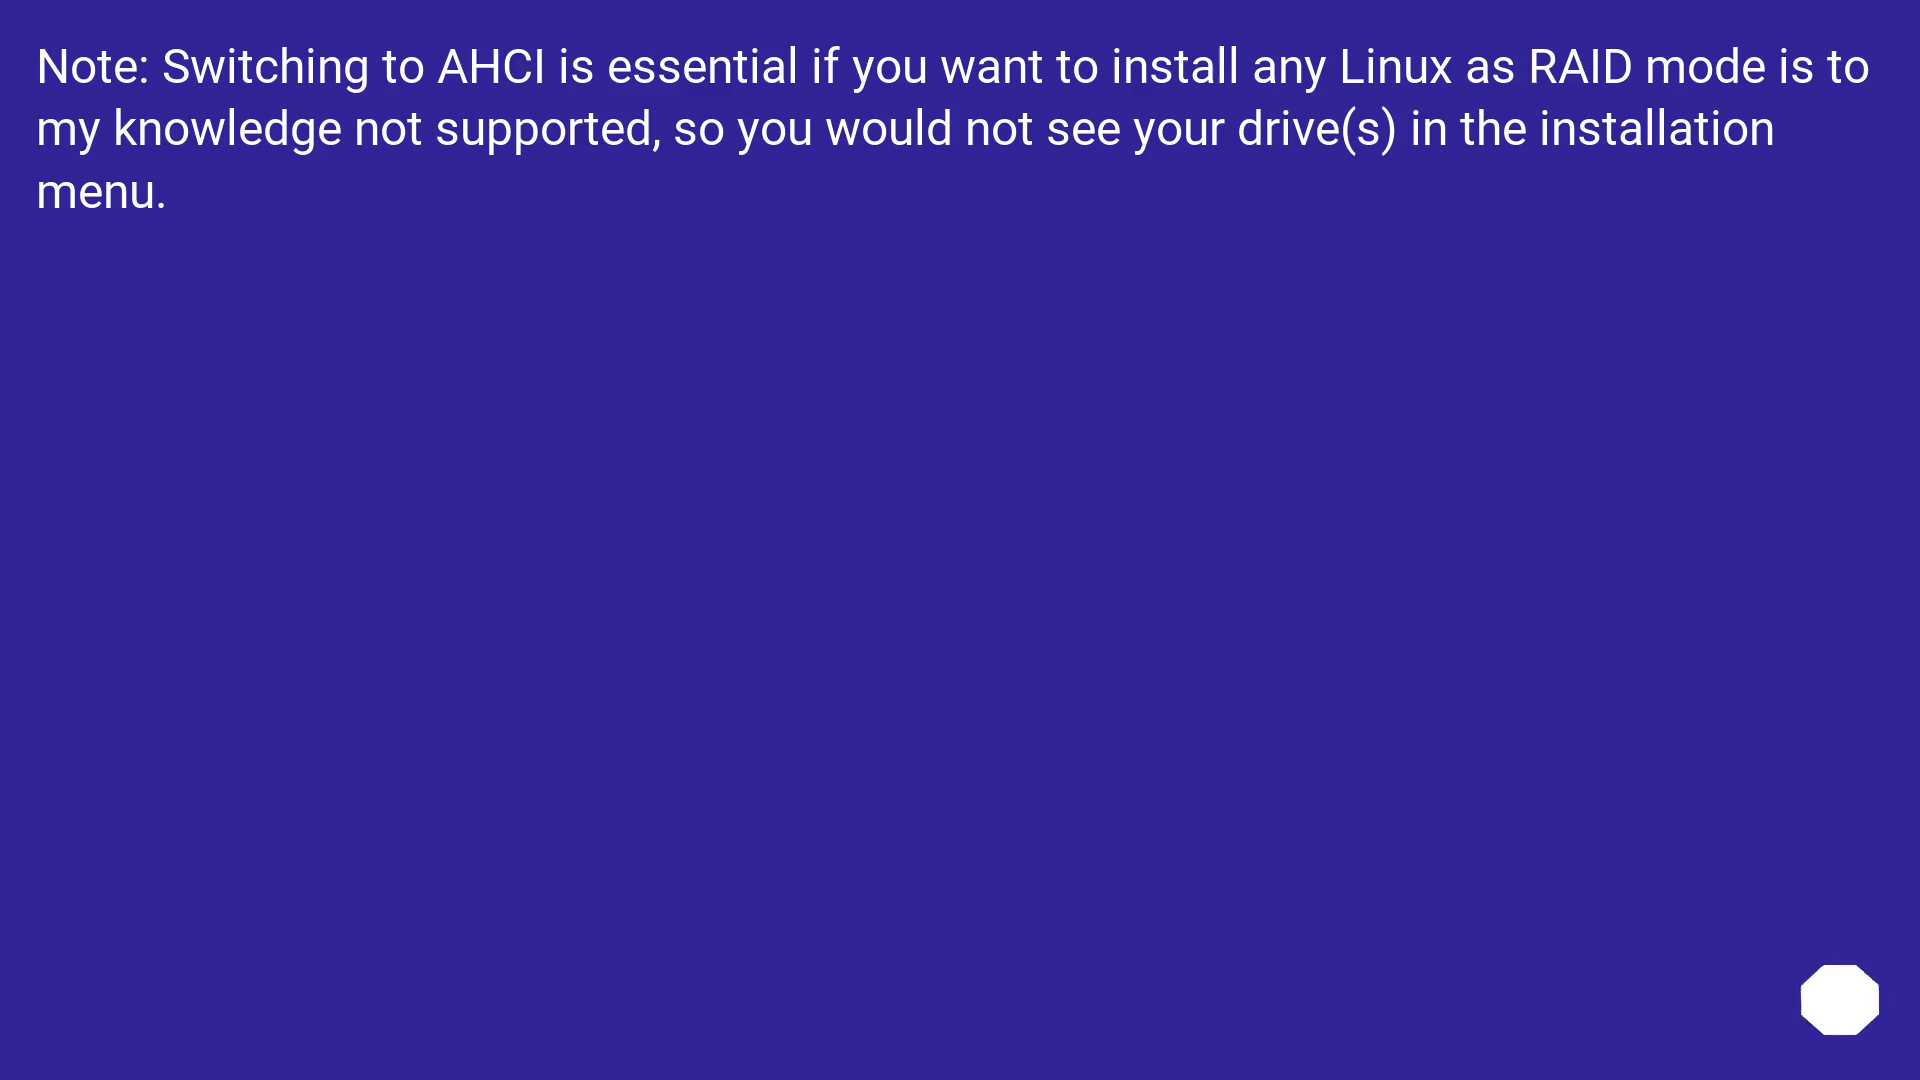 Note: Switching to AHCI is essential if you want to install any Linux as RAID mode is to
my knowledge not supported, so you would not see your drive(s) in the installation
menu.